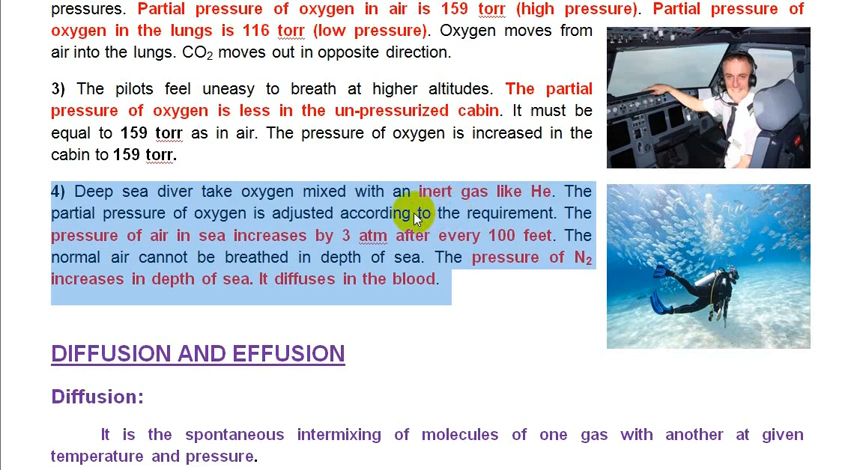 pressures. Partial pressure of oxygen in air is 159 torr (high pressure). Partial pressure of
oxygen in the lungs is 116 torr (low pressure). Oxygen moves from
air into the lungs. CO₂ moves out in opposite direction.
3) The pilots feel uneasy to breath at higher altitudes. The partial
pressure of oxygen is less in the un-pressurized cabin. It must be
equal to 159 torr as in air. The pressure of oxygen is increased in the
cabin to 159 torr.
4) Deep sea diver take oxygen mixed with an inert gas like He. The
partial pressure of oxygen is adjusted according to the requirement. The
pressure of air in sea increases by 3 atm after every 100 feet. The
normal air cannot be breathed in depth of sea. The pressure of N₂
increases in depth of sea. It diffuses in the blood.
DIFFUSION AND EFFUSION
Diffusion:
It is the spontaneous intermixing of molecules of one gas with another at given
temperature and pressure.